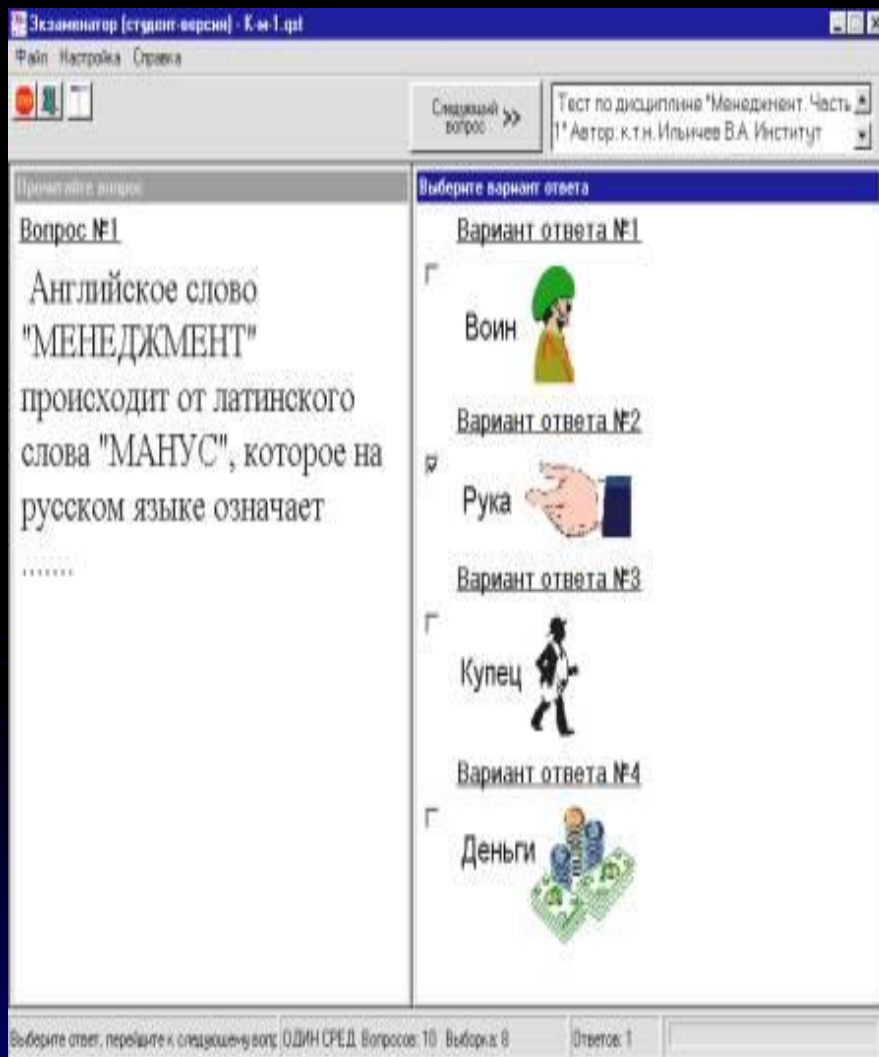 Экзаменатор (студент-версия) - К-м-1.qst
Файл Настройка Справка
Следующий
вопрос >>
Тест по дисциплине "Менеджмент. Часть
1" Автор: к.т.н. Ильичев В.А. Институт
Прочитайте вопрос
Выберите вариант ответа
Вопрос №1
Английское слово
"МЕНЕДЖМЕНТ"
происходит от латинского
слова "МАНУС", которое на
русском языке означает
.......
Вариант ответа №1
Воин
Вариант ответа №2
Рука
Вариант ответа №3
Купец
Вариант ответа №4
Деньги
Выберите ответ, перейдите к следующему вопр
ОДИН СРЕД. Вопросов: 10 Выборка: 8
Ответов: 1